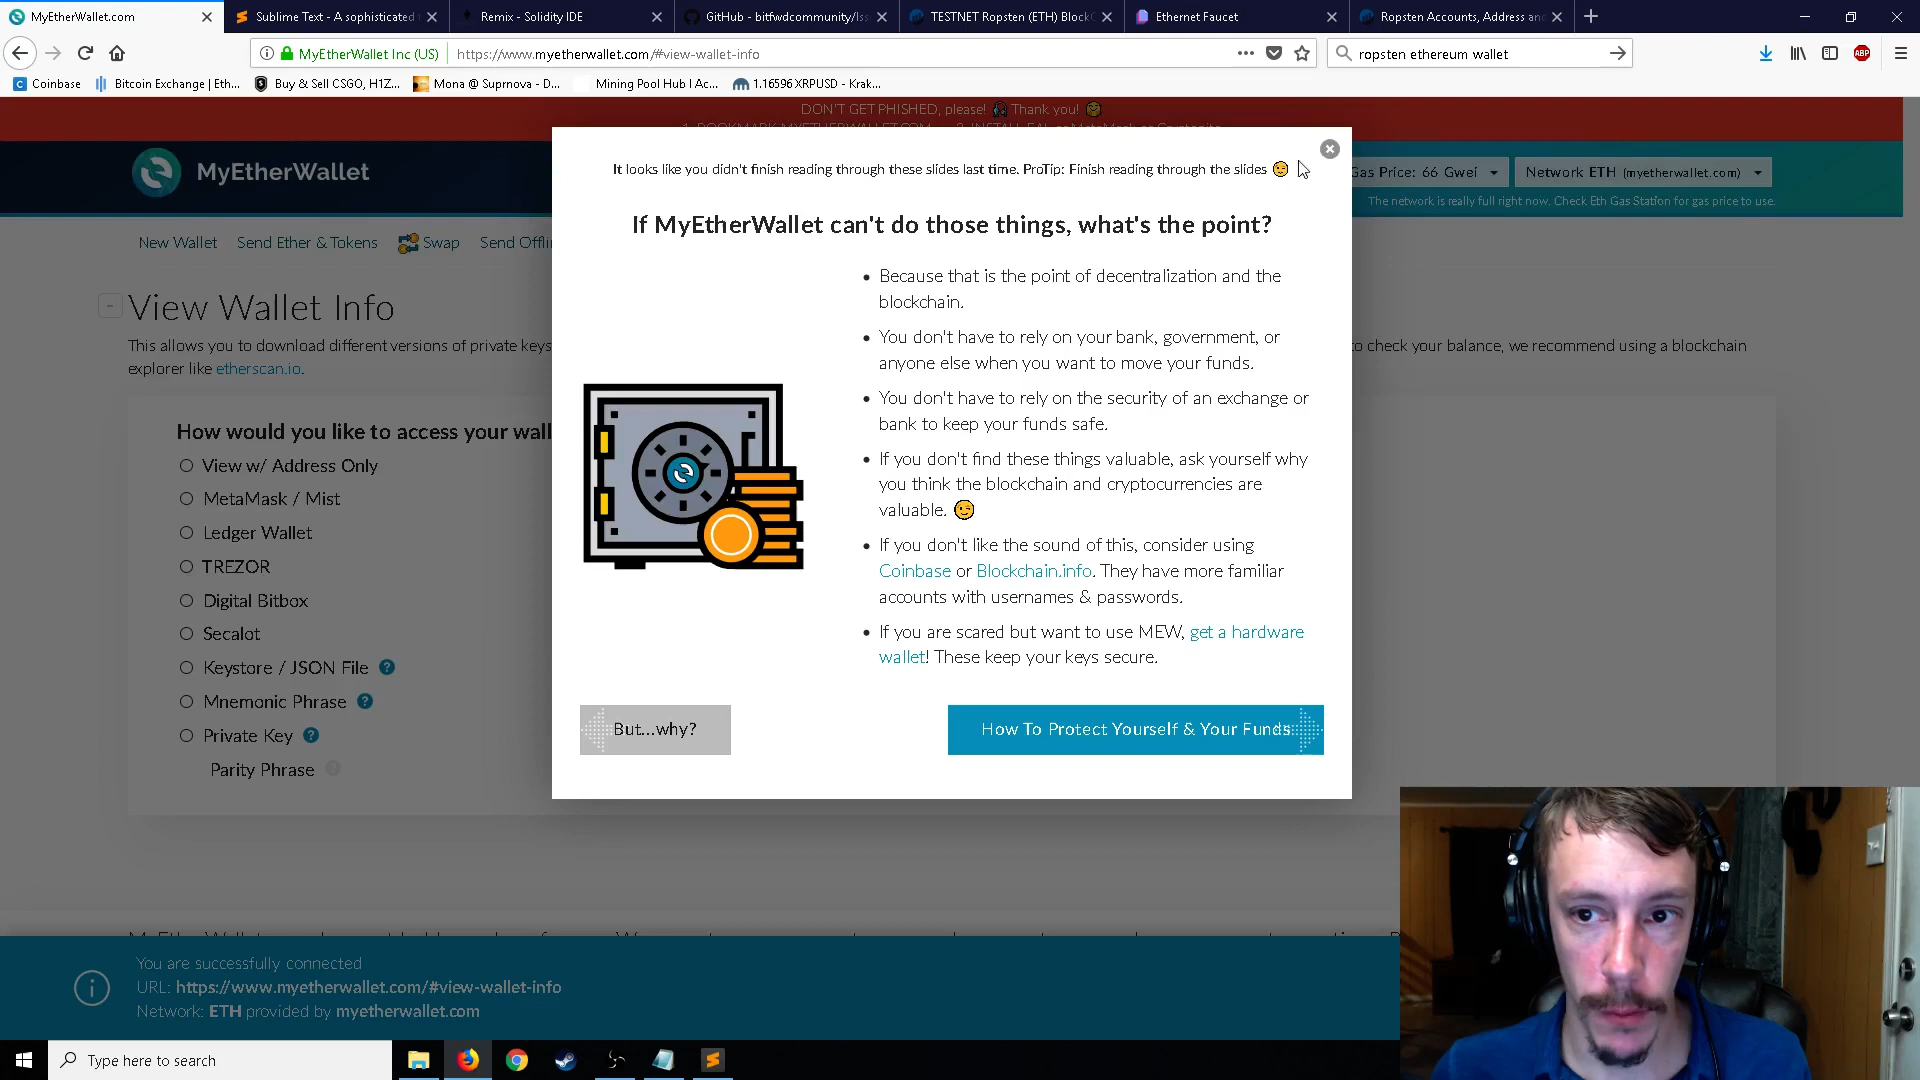 MyEtherWallet.com
Sublime Text - A sophisticated
Remix - Solidity IDE
GitHub - bitfwdcommunity/Iss
TESTNET Ropsten (ETH) BlockC
Ethernet Faucet
Ropsten Accounts, Address an
MyEtherWallet Inc (US)
https://www.myetherwallet.com/#view-wallet-info
ropsten ethereum wallet
ABP
Coinbase
Bitcoin Exchange | Eth...
Buy & Sell CSGO, H1Z...
Mona @ Suprnova - D...
Mining Pool Hub | Ac...
1.16596 XRPUSD - Krak...
DON'T GET PHISHED, please! Thank you!
MyEtherWallet
Gas Price: 66 Gwei
Network ETH (myetherwallet.com)
The network is really full right now. Check Eth Gas Station for gas price to use.
New Wallet
Send Ether & Tokens
Swap
Send Offli
View Wallet Info
This allows you to download different versions of private keys
to check your balance, we recommend using a blockchain
explorer like etherscan.io.
How would you like to access your wall
View w/ Address Only
MetaMask / Mist
Ledger Wallet
TREZOR
Digital Bitbox
Secalot
Keystore / JSON File ?
Mnemonic Phrase ?
Private Key ?
Parity Phrase ?
It looks like you didn't finish reading through these slides last time. ProTip: Finish reading through the slides
If MyEtherWallet can't do those things, what's the point?
Because that is the point of decentralization and the
blockchain.
You don't have to rely on your bank, government, or
anyone else when you want to move your funds.
You don't have to rely on the security of an exchange or
bank to keep your funds safe.
If you don't find these things valuable, ask yourself why
you think the blockchain and cryptocurrencies are
valuable.
If you don't like the sound of this, consider using
Coinbase or Blockchain.info. They have more familiar
accounts with usernames & passwords.
If you are scared but want to use MEW, get a hardware
wallet! These keep your keys secure.
But...why?
How To Protect Yourself & Your Funds
You are successfully connected
URL: https://www.myetherwallet.com/#view-wallet-info
Network: ETH provided by myetherwallet.com
Type here to search